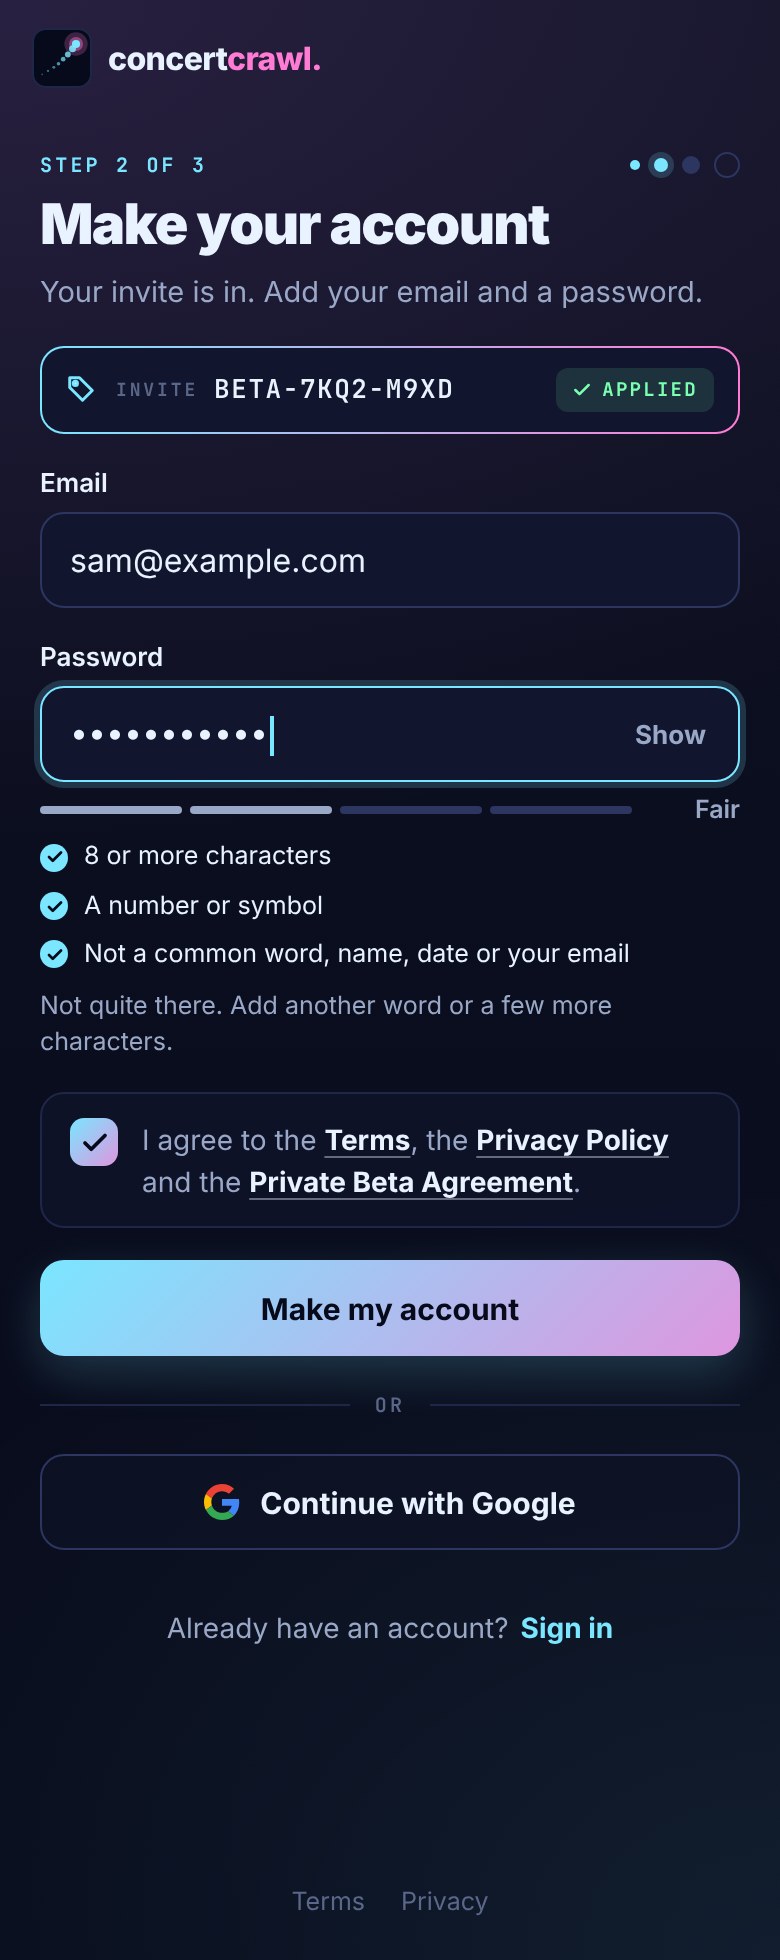 concertcrawl.
STEP 2 OF 3
Make your account
Your invite is in. Add your email and a password.
INVITE BETA-7KQ2-M9XD APPLIED
Email
sam@example.com
Password
••••••••••• Show
Fair
8 or more characters
A number or symbol
Not a common word, name, date or your email
Not quite there. Add another word or a few more
characters.
I agree to the Terms, the Privacy Policy
and the Private Beta Agreement.
Make my account
OR
Continue with Google
Already have an account? Sign in
Terms Privacy